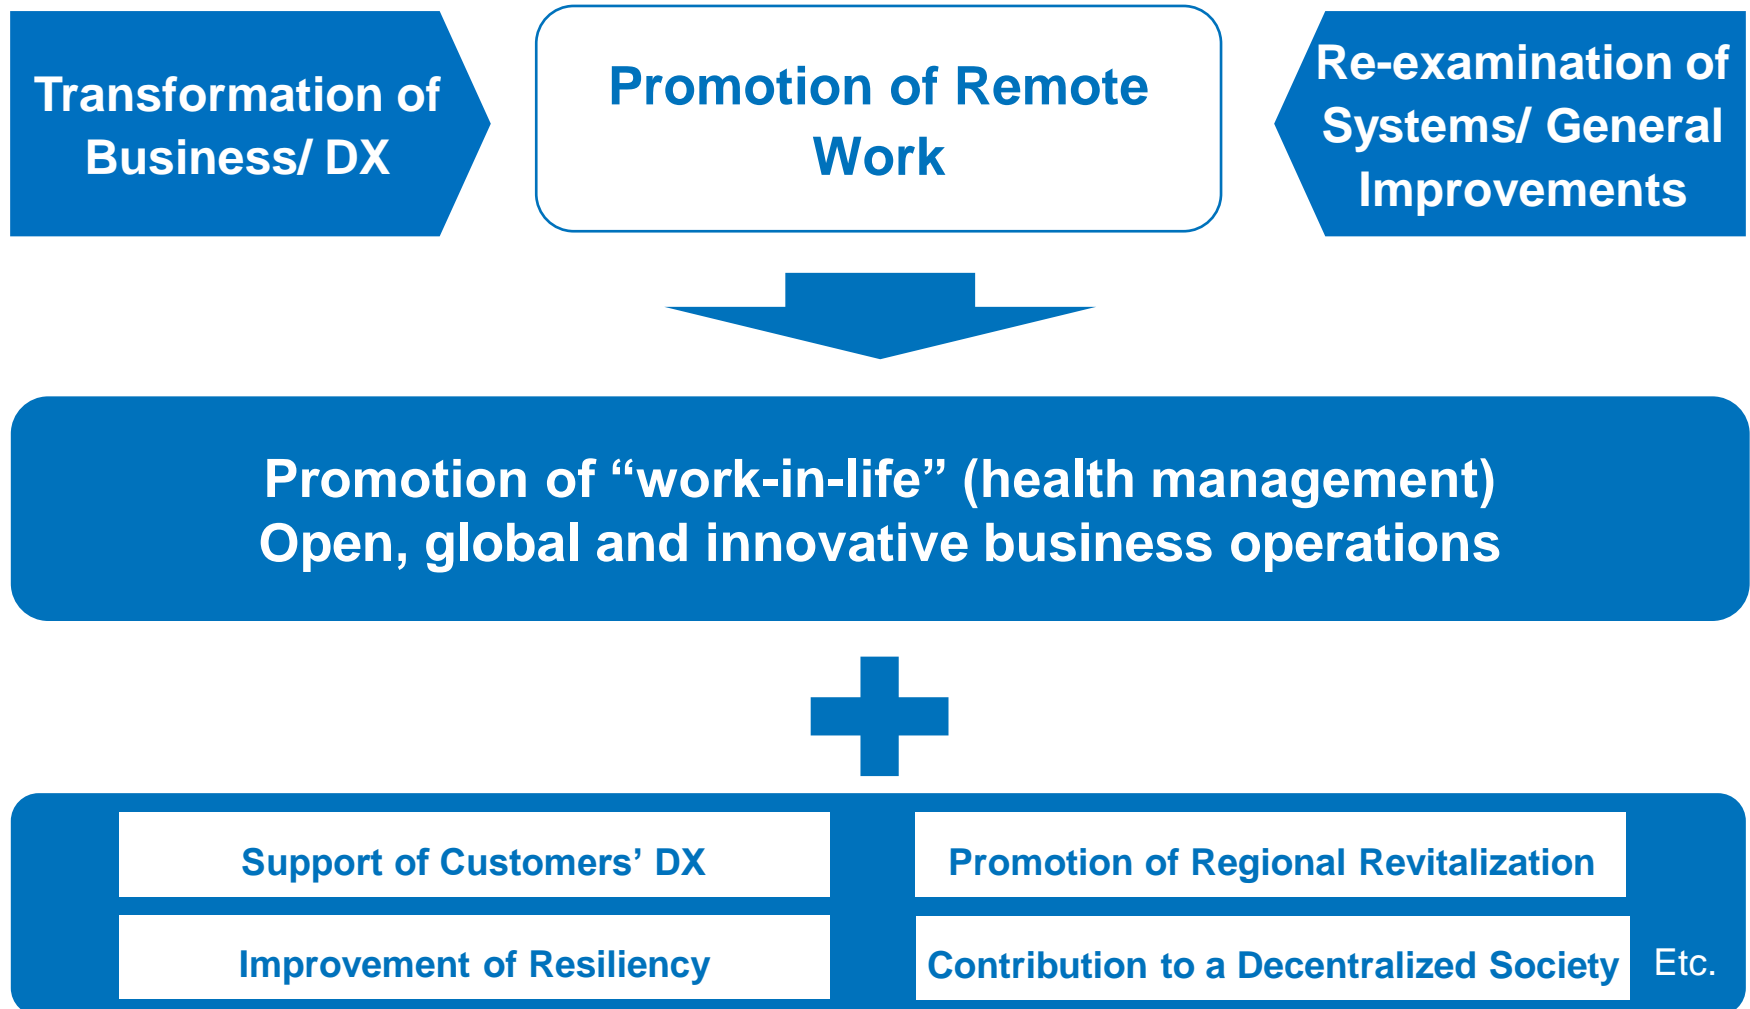 Transformation of
Business/ DX
Promotion of Remote
Work
Re-examination of
Systems/ General
Improvements
Promotion of “work-in-life” (health management)
Open, global and innovative business operations
Support of Customers’ DX
Promotion of Regional Revitalization
Improvement of Resiliency
Contribution to a Decentralized Society
Etc.